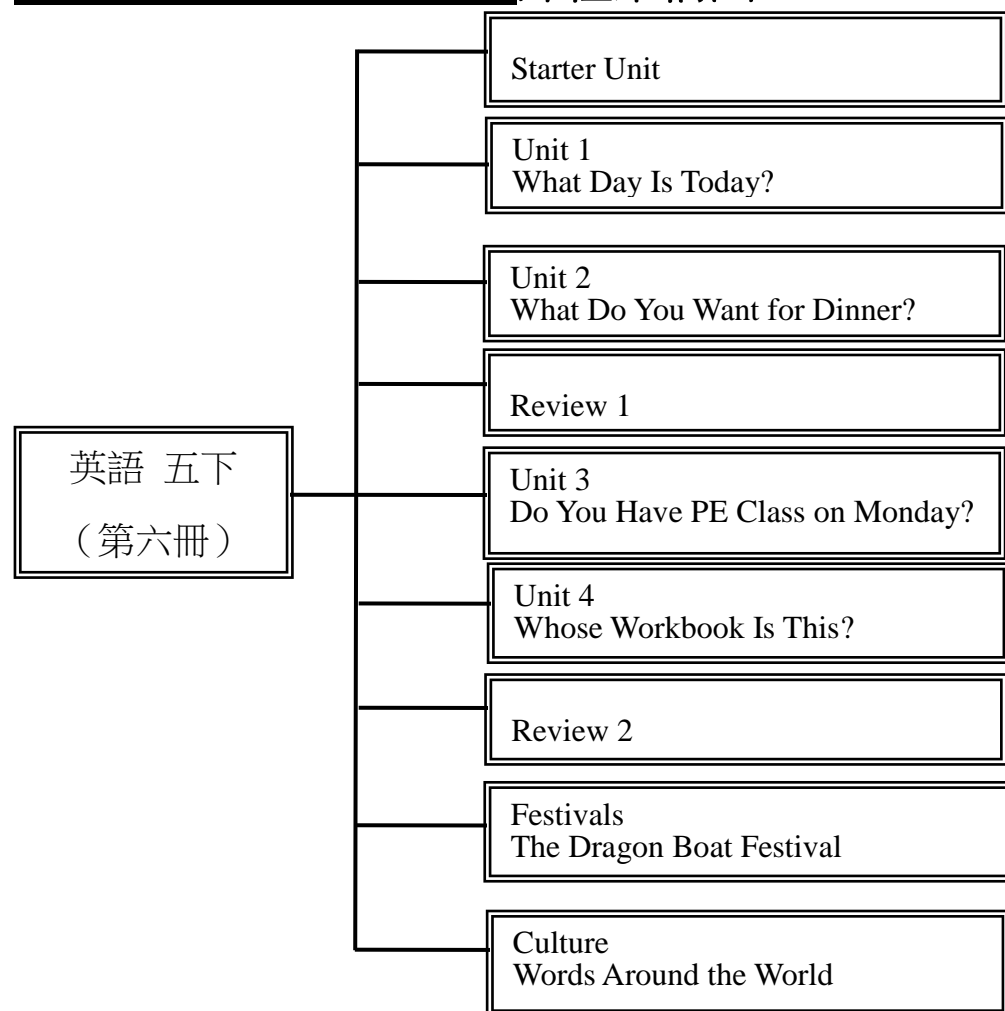 Starter Unit
Unit 1
What Day Is Today?
Unit 2
What Do You Want for Dinner?
Review 1
英語 五下
（第六冊）
Unit 3
Do You Have PE Class on Monday?
Unit 4
Whose Workbook Is This?
Review 2
Festivals
The Dragon Boat Festival
Culture
Words Around the World